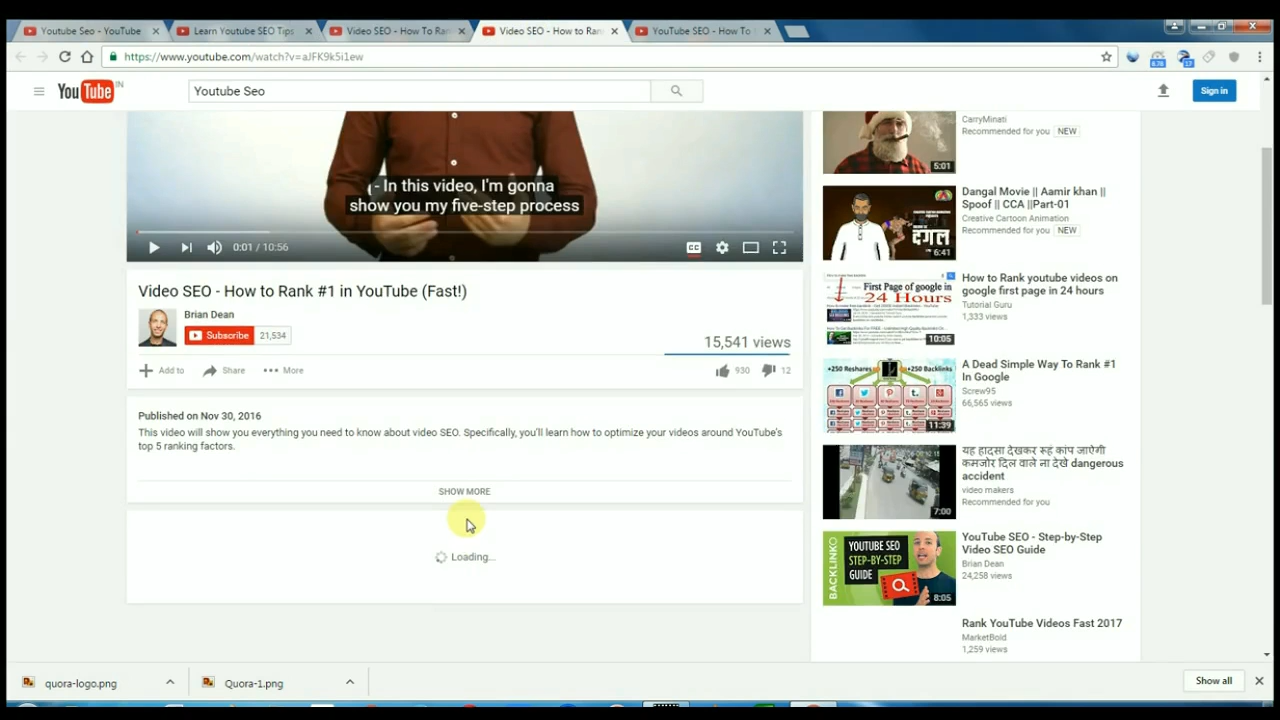 Youtube Seo - YouTube
Learn Youtube SEO Tips
Video SEO - How To Ran
Video SEO - How to Ran
YouTube SEO - How To
https://www.youtube.com/watch?v=aJFK9k5i1ew
YouTube IN
Youtube Seo
Sign in
- In this video, I'm gonna
show you my five-step process
0:01 / 10:56
CC
Video SEO - How to Rank #1 in YouTube (Fast!)
Brian Dean
Subscribe 21,534
15,541 views
Add to Share More
930 12
Published on Nov 30, 2016
This video will show you everything you need to know about video SEO. Specifically, you'll learn how to optimize your videos around YouTube's
top 5 ranking factors.
SHOW MORE
Loading...
CarryMinati
Recommended for you NEW
5:01
Dangal Movie || Aamir khan ||
Spoof || CCA ||Part-01
Creative Cartoon Animation
Recommended for you NEW
दंगल
6:41
How to Rank youtube videos on
google first page in 24 hours
Tutorial Guru
1,333 views
First Page of google in
24 Hours
10:05
A Dead Simple Way To Rank #1
In Google
Screw95
66,565 views
+250 Reshares +250 Backlinks
11:39
यह हादसा देखकर रूह कांप जाऐगी
कमजोर दिल वाले ना देखे dangerous
accident
video makers
Recommended for you
7:00
YouTube SEO - Step-by-Step
Video SEO Guide
Brian Dean
24,258 views
BACKLINKO
YOUTUBE SEO
STEP-BY-STEP
GUIDE
8:05
Rank YouTube Videos Fast 2017
MarketBold
1,259 views
quora-logo.png
Quora-1.png
Show all